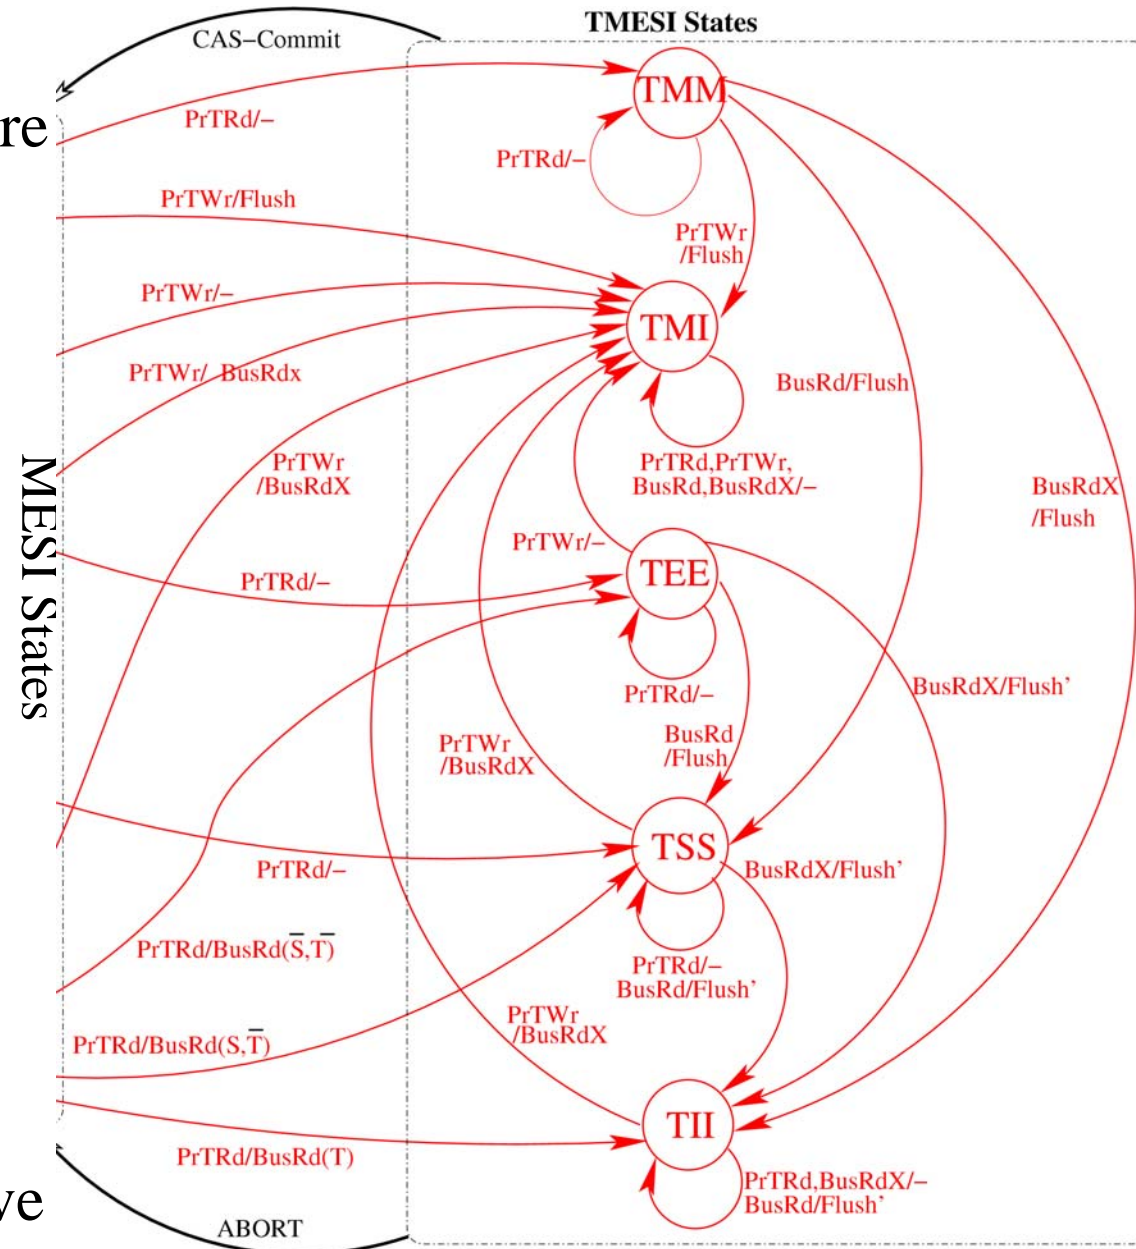 TMESI States
CAS–Commit
TMM
re
PrTRd/–
PrTRd/–
PrTWr/Flush
PrTWr
/Flush
PrTWr/–
TMI
PrTWr/ BusRdx
BusRd/Flush
MESI States
PrTWr
/BusRdX
PrTRd,PrTWr,
BusRd,BusRdX/–
BusRdX
/Flush
PrTWr/–
TEE
PrTRd/–
PrTRd/–
BusRdX/Flush’
BusRd
/Flush
PrTWr
/BusRdX
TSS
PrTRd/–
BusRdX/Flush’
PrTRd/BusRd(S̅,T̅)
PrTRd/–
BusRd/Flush’
PrTWr
/BusRdX
PrTRd/BusRd(S,T̅)
TII
PrTRd/BusRd(T)
PrTRd,BusRdX/–
BusRd/Flush’
ve
ABORT